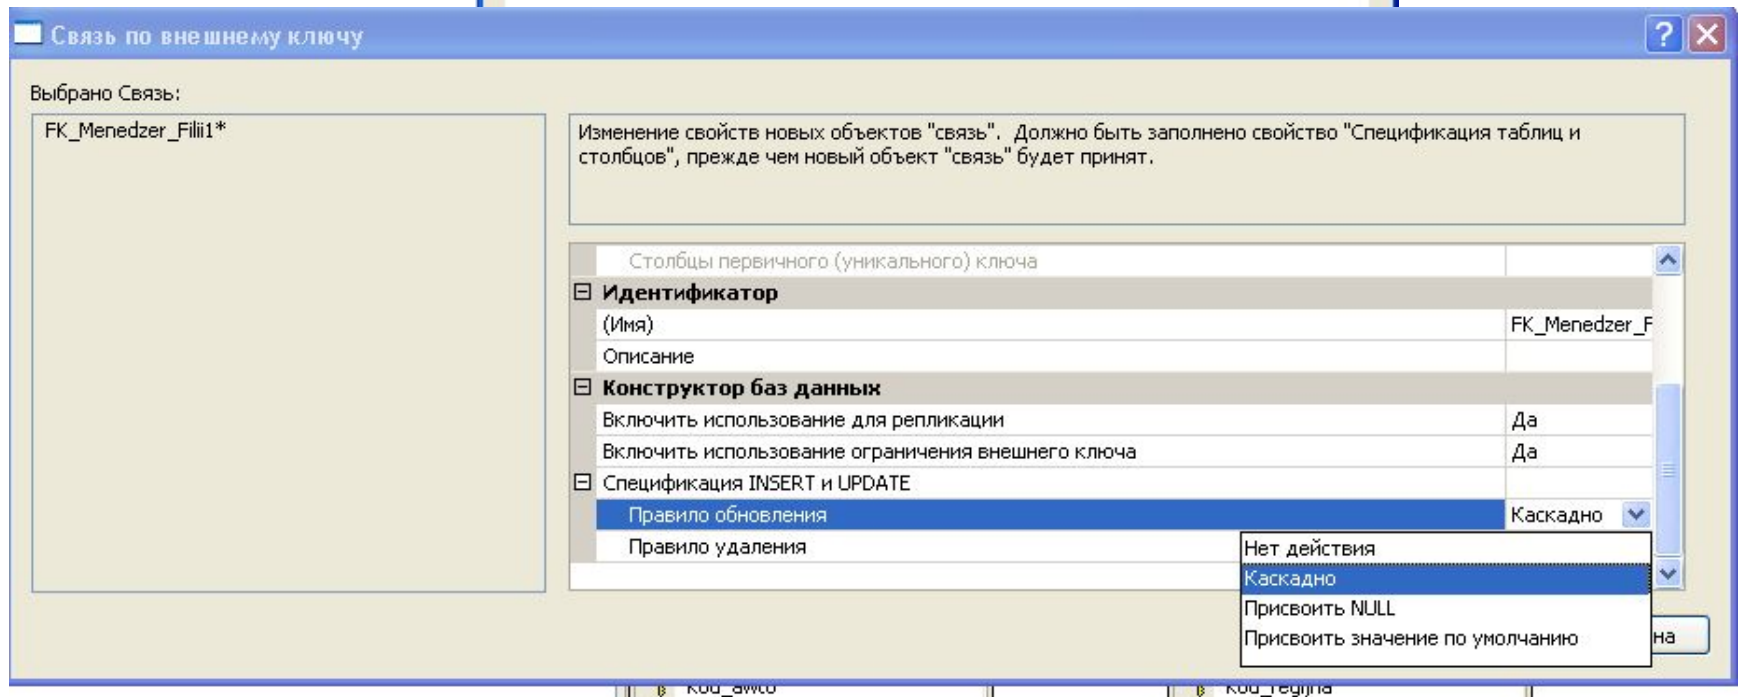 Связь по внешнему ключу
Выбрано Связь:
FK_Menedzer_Filii1*
Изменение свойств новых объектов "связь". Должно быть заполнено свойство "Спецификация таблиц и
столбцов", прежде чем новый объект "связь" будет принят.
Столбцы первичного (уникального) ключа
Идентификатор
(Имя) FK_Menedzer_F
Описание
Конструктор баз данных
Включить использование для репликации Да
Включить использование ограничения внешнего ключа Да
Спецификация INSERT и UPDATE
Правило обновления Каскадно
Правило удаления
Нет действия
Каскадно
Присвоить NULL
Присвоить значение по умолчанию
на